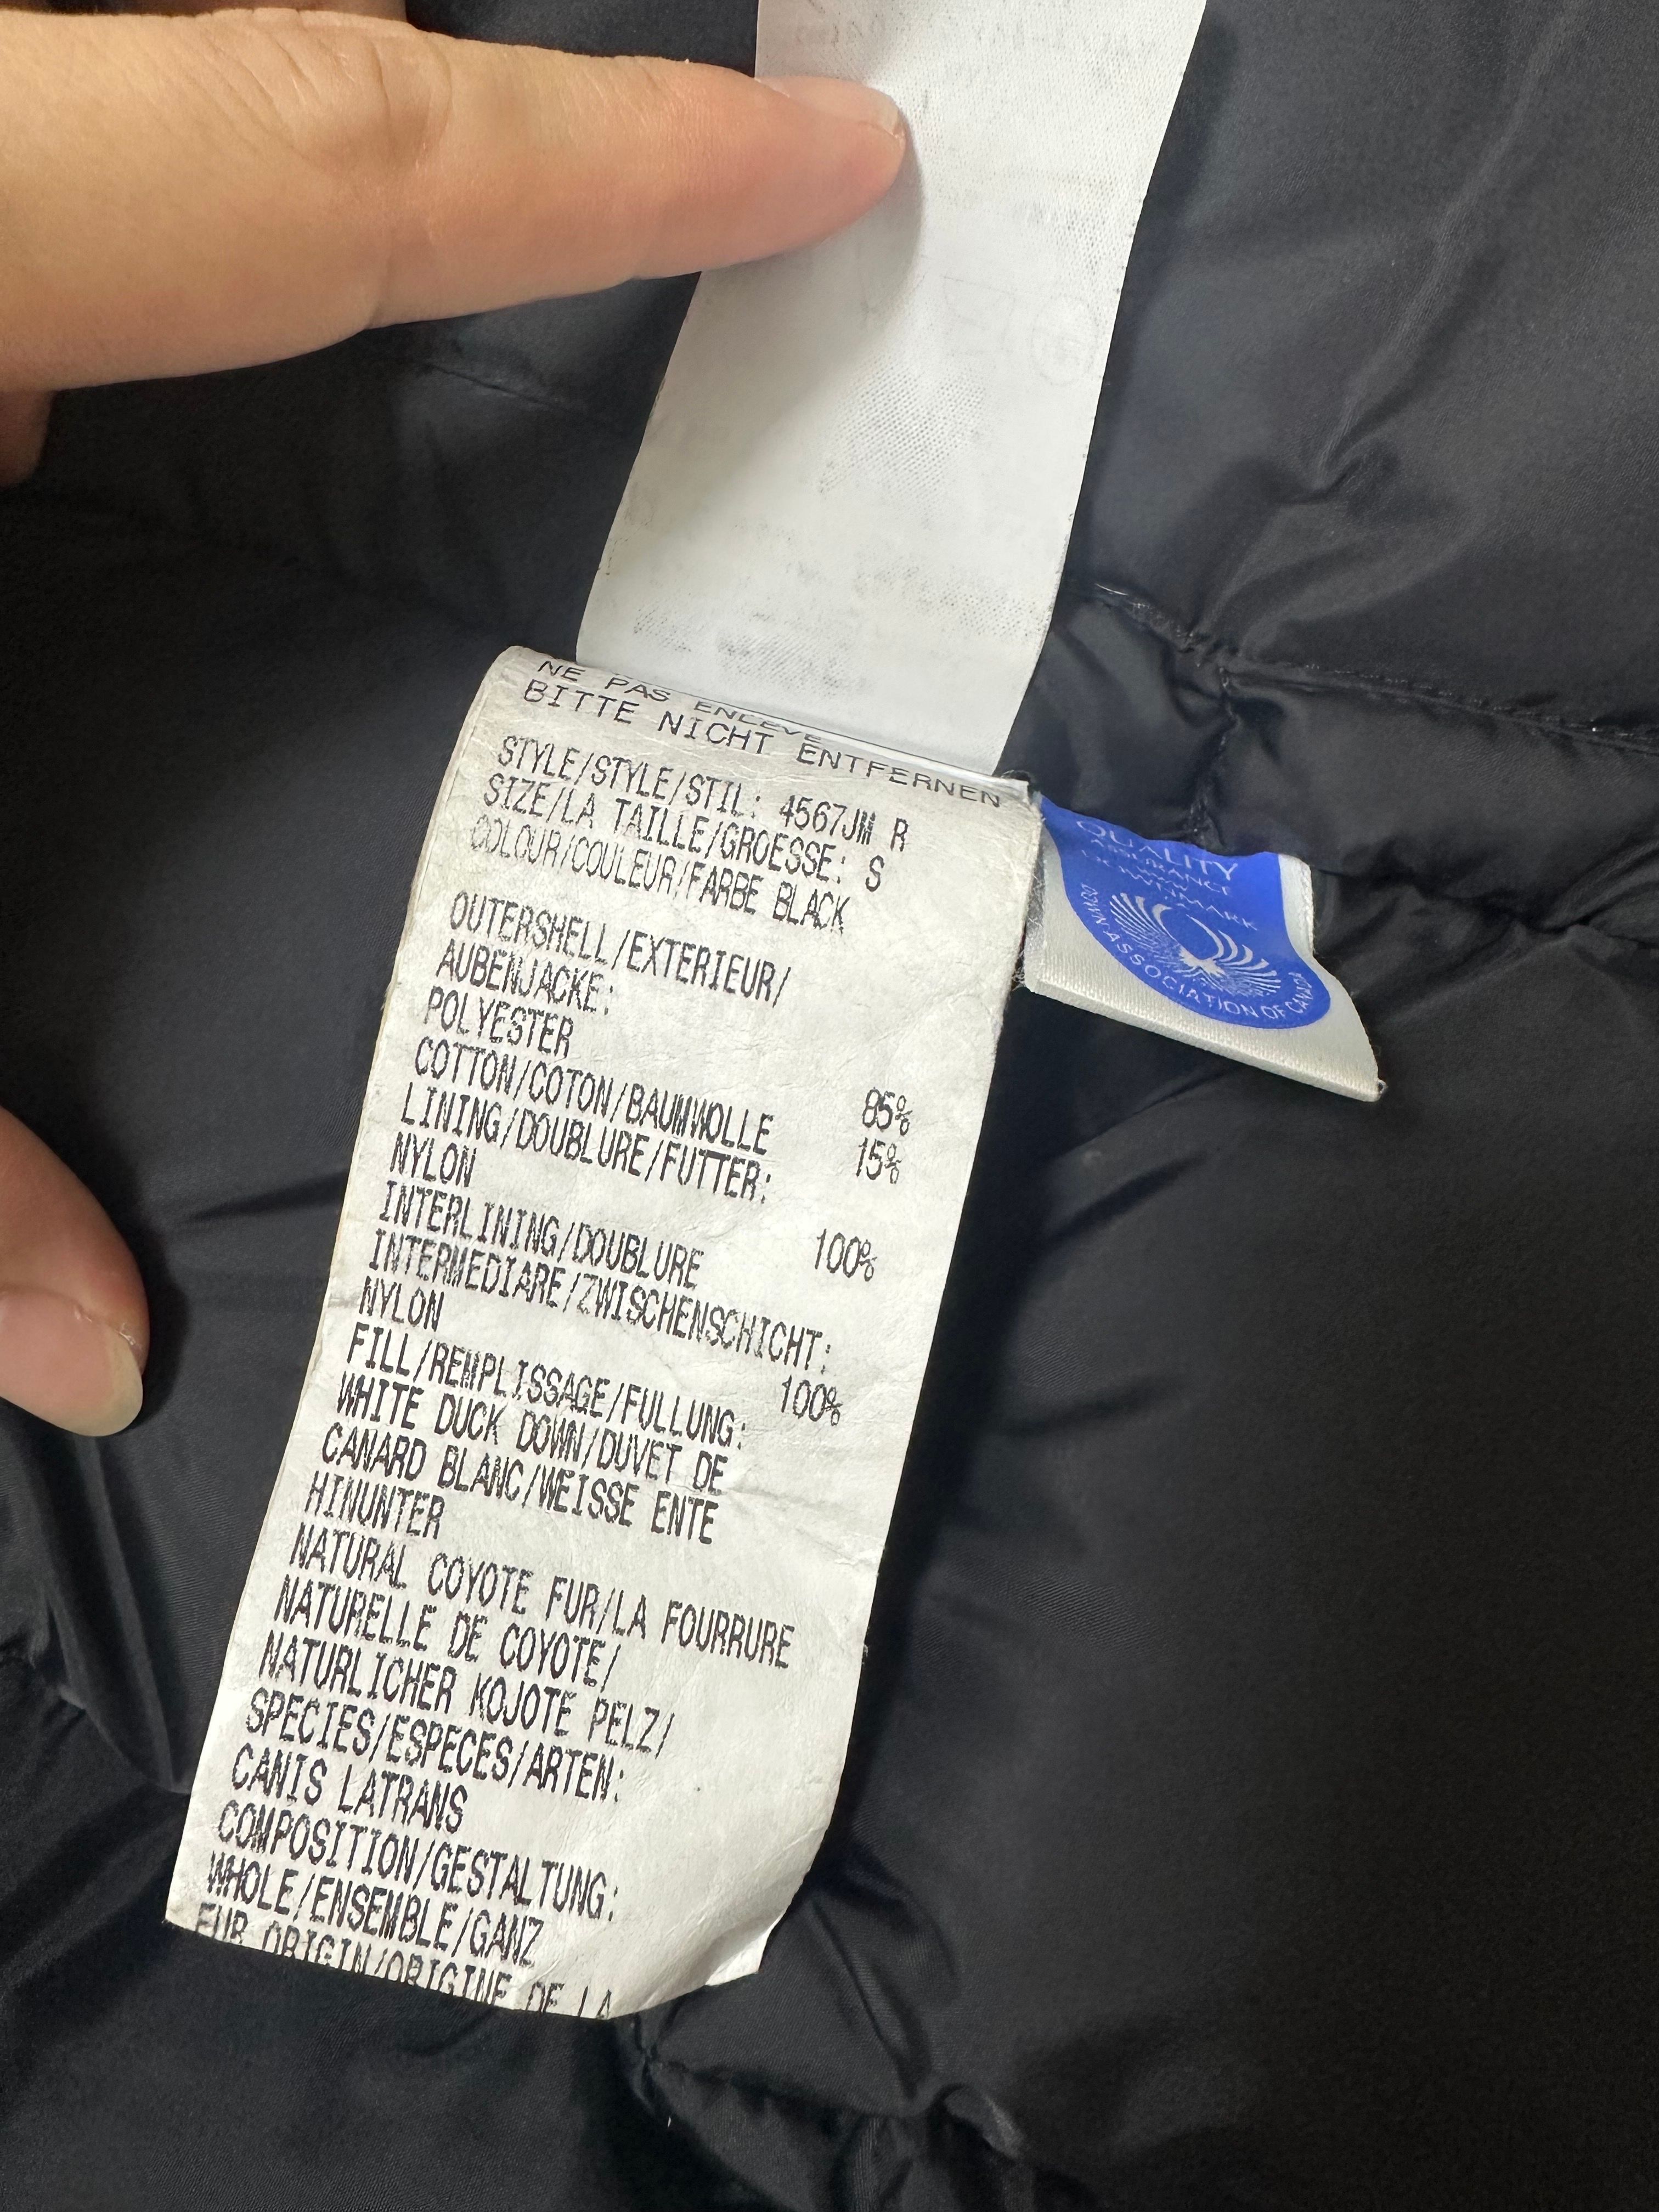 NE PAS ENLEVE
BITTE NICHT ENTFERNEN
STYLE/STYLE/STIL: 4567JM R
SIZE/LA TAILLE/GROESSE: S
COLOUR/COULEUR/FARBE BLACK
OUTERSHELL/EXTERIEUR/
AUBENJACKE:
POLYESTER 85%
COTTON/COTON/BAUMWOLLE 15%
LINING/DOUBLURE/FUTTER:
NYLON 100%
INTERLINING/DOUBLURE
INTERMEDIARE/ZWISCHENSCHICHT:
NYLON 100%
FILL/REMPLISSAGE/FULLUNG:
WHITE DUCK DOWN/DUVET DE
CANARD BLANC/WEISSE ENTE
HINUNTER
NATURAL COYOTE FUR/LA FOURRURE
NATURELLE DE COYOTE/
NATURLICHER KOJOTE PELZ/
SPECIES/ESPECES/ARTEN:
CANIS LATRANS
COMPOSITION/GESTALTUNG:
WHOLE/ENSEMBLE/GANZ
FUR ORIGIN/ORIGINE DE LA
QUALITY
ASSURANCE
DOWNMARK
ASSOCIATION OF CANADA